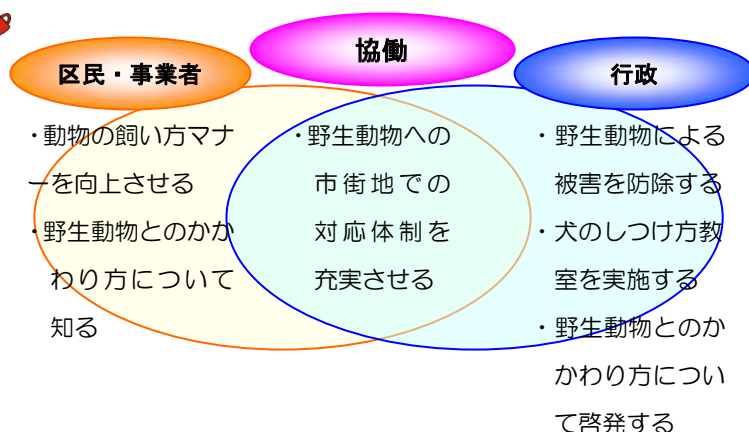 区民・事業者
協働
行政
・動物の飼い方マナ
ーを向上させる
・野生動物とのかか
わり方について
知る
・野生動物への
市街地での
対応体制を
充実させる
・野生動物による
被害を防除する
・犬のしつけ方教
室を実施する
・野生動物とのか
かわり方につい
て啓発する